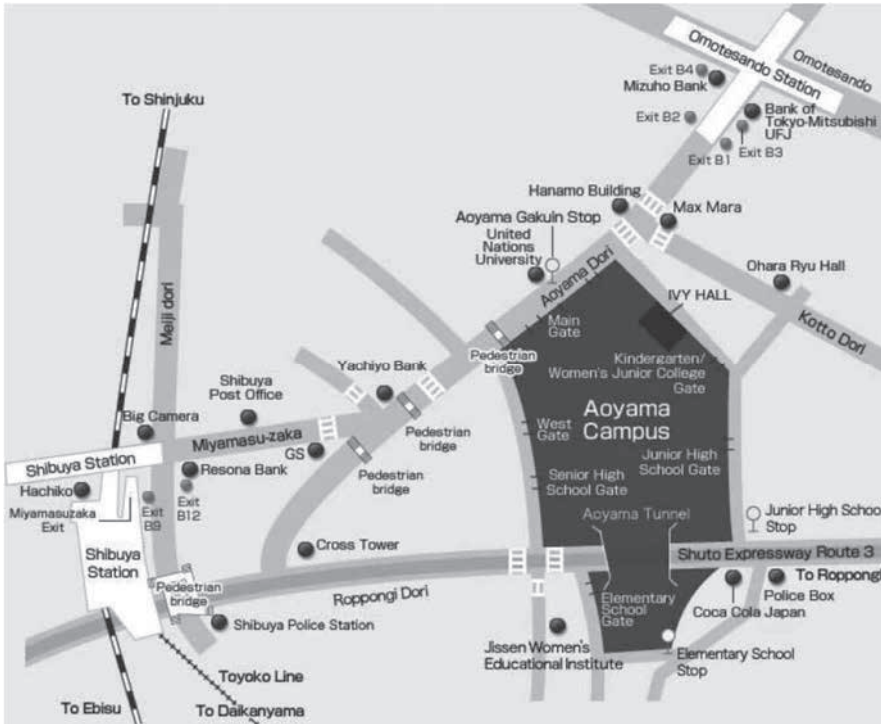 Omotesando Station
Omotesando
Exit B4
Mizuho Bank
Exit B2
Bank of
Tokyo-Mitsubishi
UFJ
Exit B3
Exit B1
To Shinjuku
Hanamo Building
Max Mara
Aoyama Gakuin Stop
United
Nations
University
Aoyama Dori
Ohara Ryu Hall
IVY HALL
Kotto Dori
Meiji dori
Main
Gate
Pedestrian
bridge
Kindergarten/
Women's Junior College
Gate
Yachiyo Bank
Shibuya
Post Office
Aoyama
Campus
Big Camera
Miyamasu-zaka
Pedestrian
bridge
West
Gate
GS
Junior High
School Gate
Shibuya Station
Resona Bank
Pedestrian
bridge
Senior High
School Gate
Hachiko
Miyamasuzaka
Exit
Exit
B9
Exit
B12
Aoyama Tunnel
Junior High School
Stop
Shibuya
Station
Cross Tower
Shuto Expressway Route 3
Pedestrian
bridge
Roppongi Dori
To Roppongi
Police Box
Elementary
School
Gate
Coca Cola Japan
Shibuya Police Station
Jissen Women's
Educational Institute
Elementary School
Stop
Toyoko Line
To Ebisu
To Daikanyama